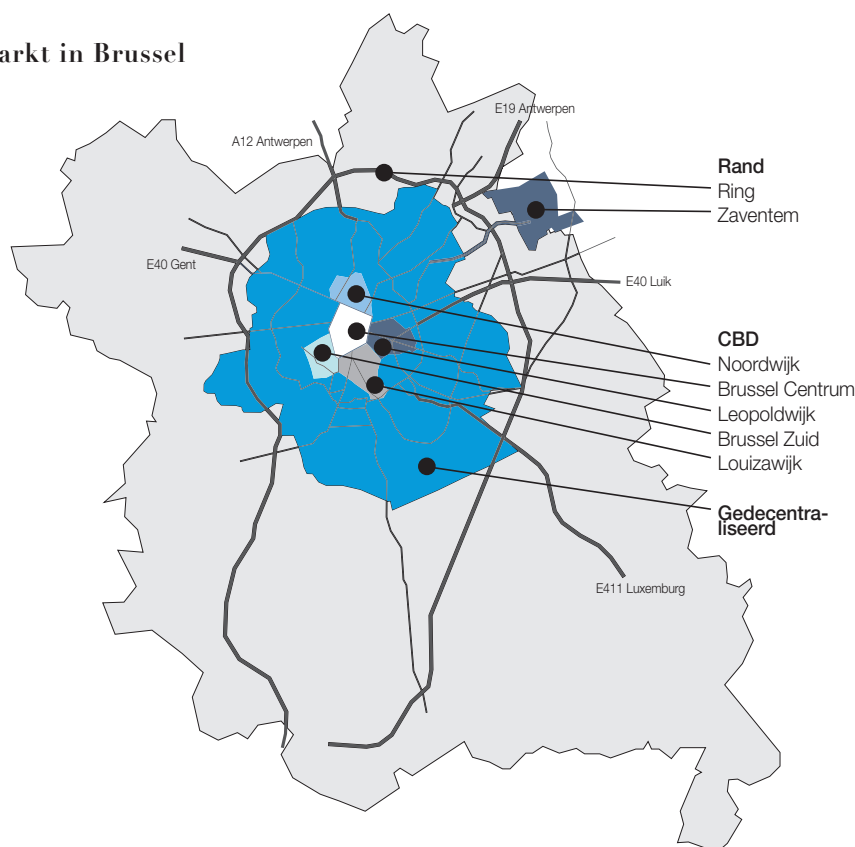 arkt in Brussel
E19 Antwerpen
A12 Antwerpen
Rand
Ring
Zaventem
E40 Gent
E40 Luik
CBD
Noordwijk
Brussel Centrum
Leopoldwijk
Brussel Zuid
Louizawijk
Gedecentra-
liseerd
E411 Luxemburg